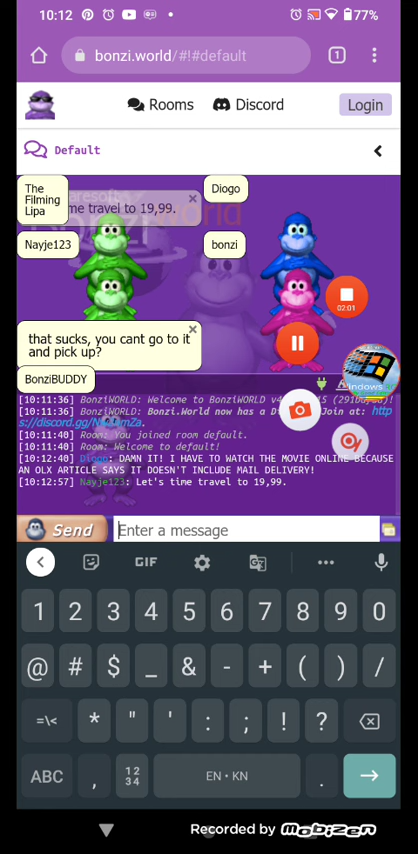 10:12
77%
bonzi.world/#!#default
1
Rooms
Discord
Login
Default
The
Filming
Lipa
me travel to 19,99.
Diogo
Nayje123
bonzi
02:01
that sucks, you cant go to it
and pick up?
BonziBUDDY
[10:11:36] BonziWORLD: Welcome to BonziWORLD
[10:11:36] BonziWORLD: Bonzi.World now has a Join at: http
s://discord.gg/
[10:11:40] Room: You joined room default.
[10:11:40] Room: Welcome to default!
[10:12:40] Diogo: DAMN IT! I HAVE TO WATCH THE MOVIE ONLINE BECAUSE
AN OLX ARTICLE SAYS IT DOESN'T INCLUDE MAIL DELIVERY!
[10:12:57] Nayje123: Let's time travel to 19,99.
Send
Enter a message
GIF
1 2 3 4 5 6 7 8 9 0
@ # $ _ & - + ( ) /
=\< * " ' : ; ! ?
ABC , 12 34 EN • KN .
Recorded by mobizen